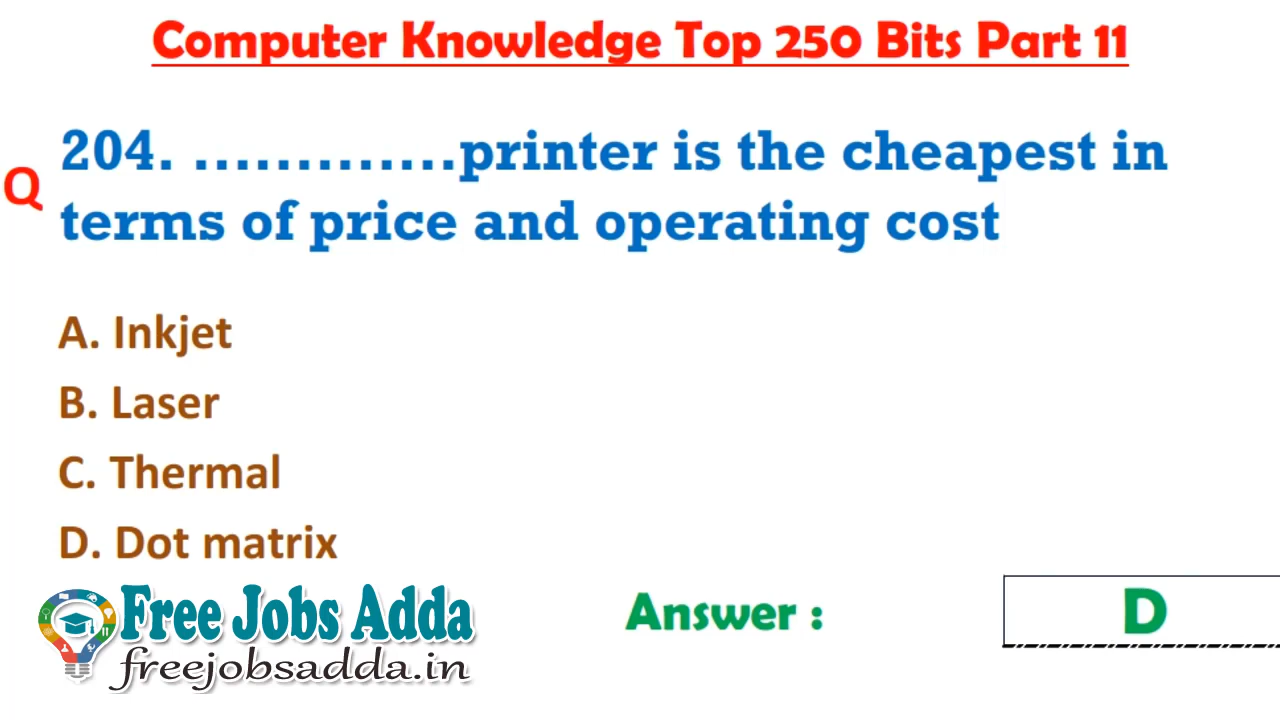 Computer Knowledge Top 250 Bits Part 11
Q
204. .............printer is the cheapest in
terms of price and operating cost
A. Inkjet
B. Laser
C. Thermal
D. Dot matrix
Free Jobs Adda
freejobsadda.in
Answer :
D